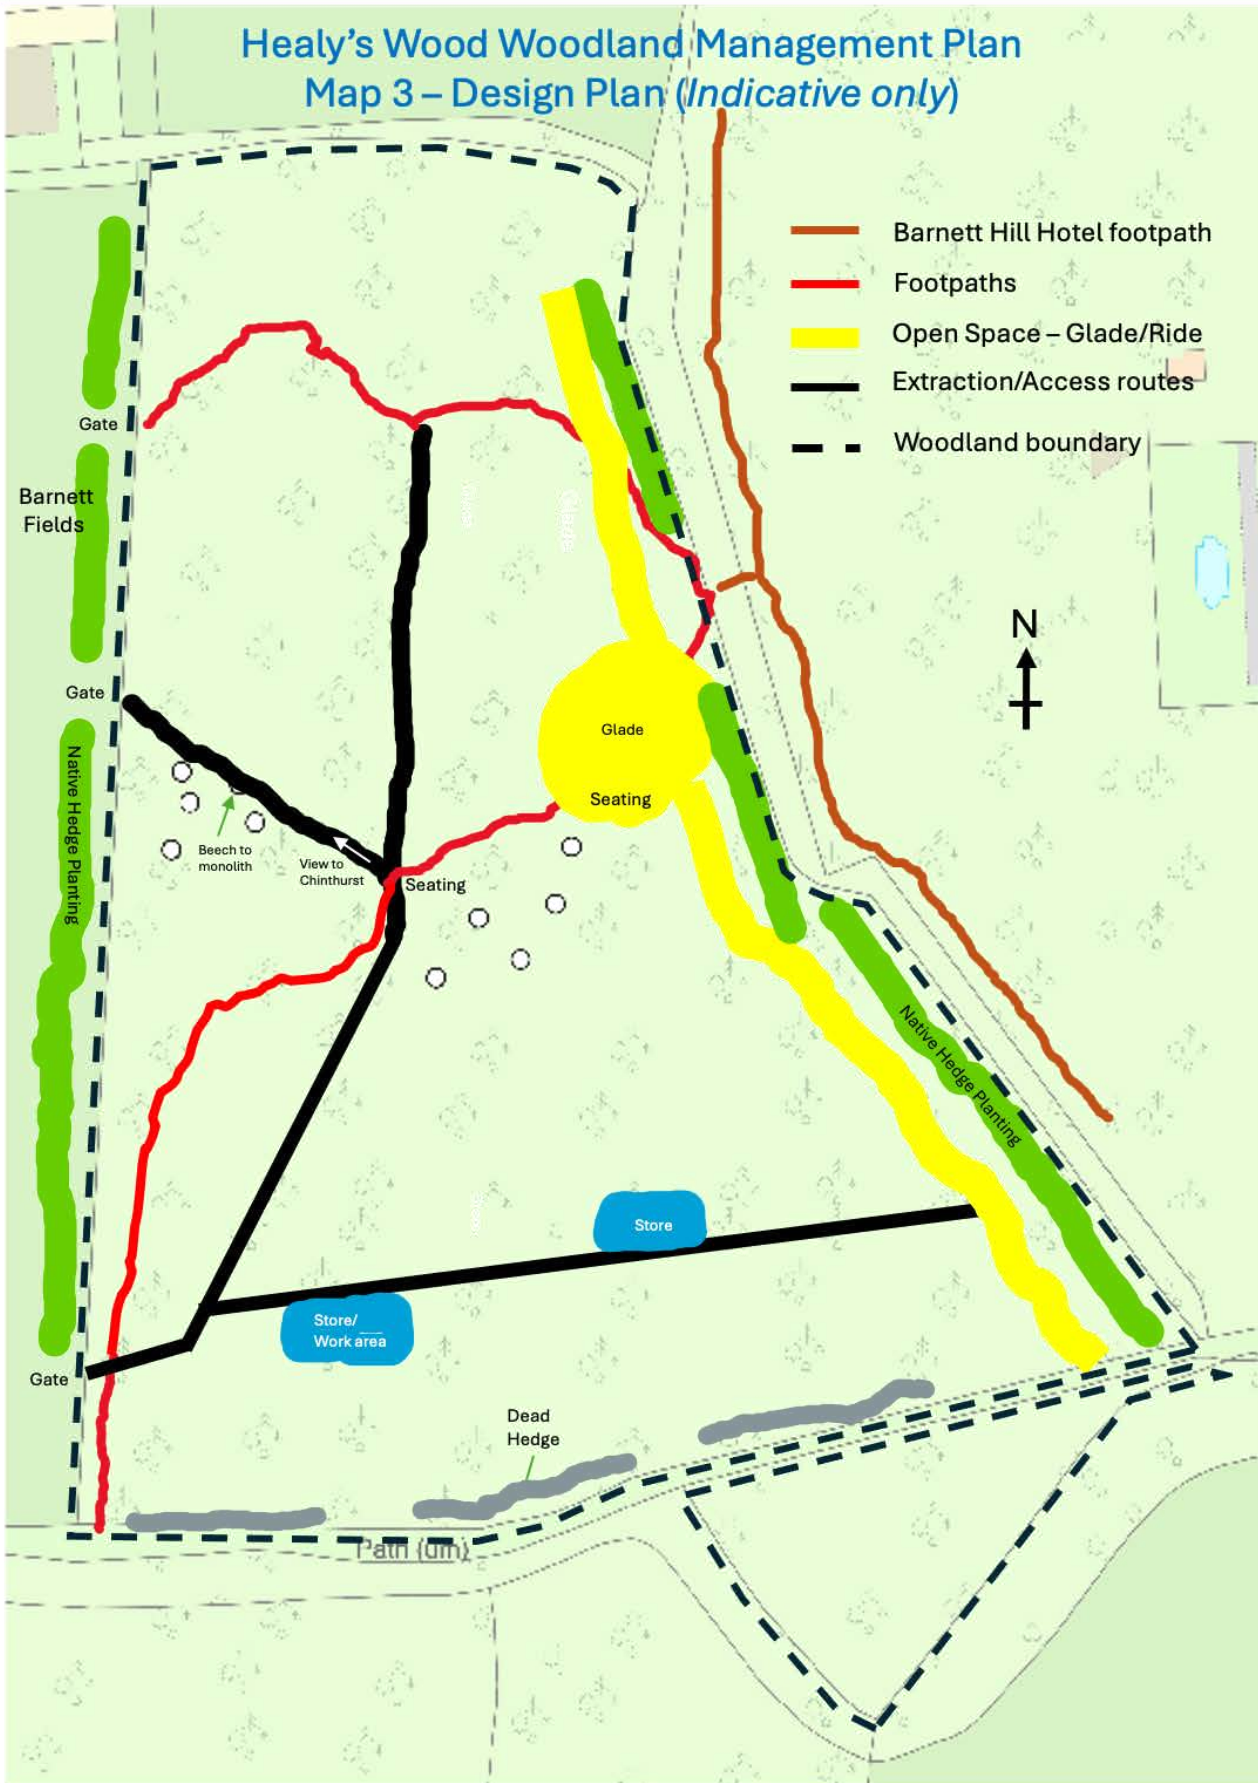 Healy's Wood Woodland Management Plan
Map 3 – Design Plan (Indicative only)
Barnett Hill Hotel footpath
Footpaths
Open Space – Glade/Ride
Extraction/Access routes
Woodland boundary
Gate
Barnett
Fields
N
Gate
Native Hedge Planting
Glade
Seating
Beech to
monolith
View to
Chinthurst
Seating
Native Hedge Planting
Store
Store/
Work area
Gate
Dead
Hedge
Path (um)